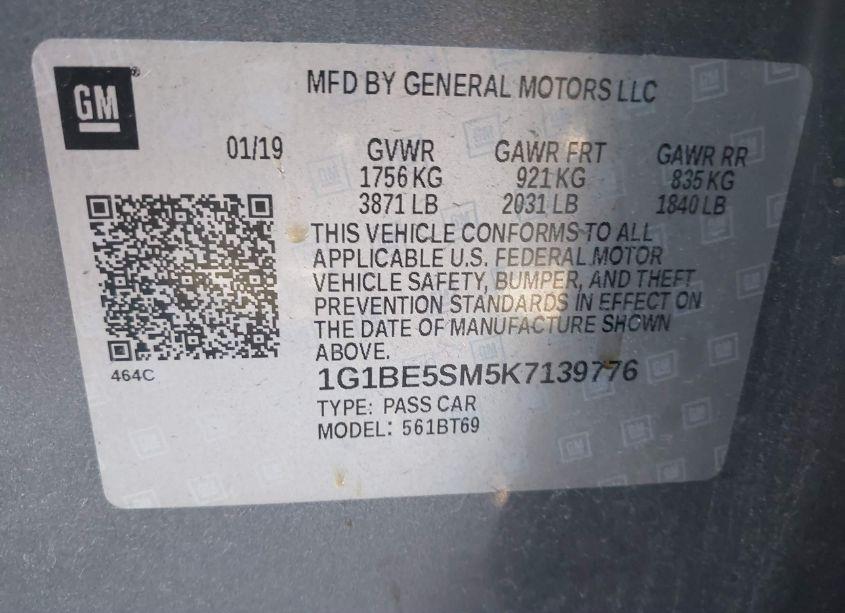 GM
MFD BY GENERAL MOTORS LLC
01/19 GVWR GAWR FRT GAWR RR
1756 KG 921 KG 835 KG
3871 LB 2031 LB 1840 LB
THIS VEHICLE CONFORMS TO ALL
APPLICABLE U.S. FEDERAL MOTOR
VEHICLE SAFETY, BUMPER, AND THEFT
PREVENTION STANDARDS IN EFFECT ON
THE DATE OF MANUFACTURE SHOWN
ABOVE.
464C
1G1BE5SM5K7139776
TYPE: PASS CAR
MODEL: 561BT69